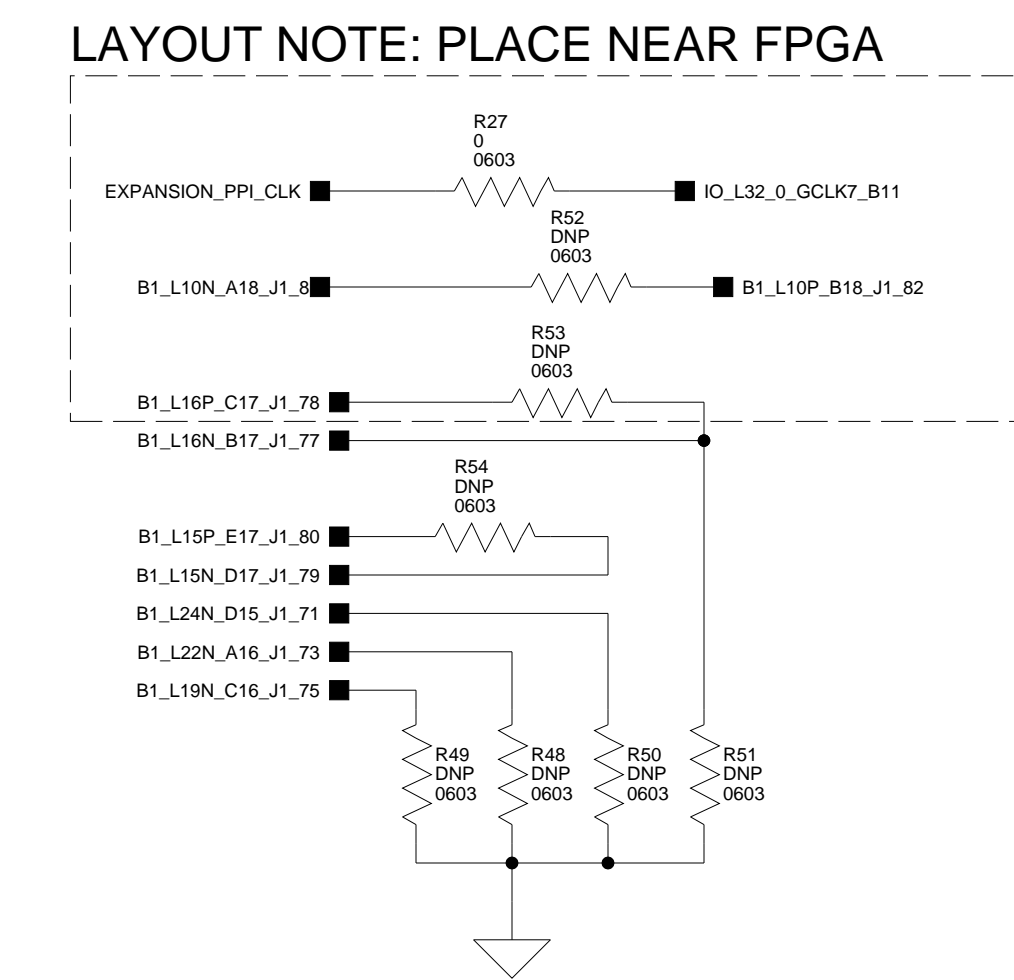 LAYOUT NOTE: PLACE NEAR FPGA
R27
0
0603
EXPANSION_PPI_CLK
IO_L32_0_GCLK7_B11
R52
DNP
0603
B1_L10N_A18_J1_8
B1_L10P_B18_J1_82
R53
DNP
0603
B1_L16P_C17_J1_78
B1_L16N_B17_J1_77
R54
DNP
0603
B1_L15P_E17_J1_80
B1_L15N_D17_J1_79
B1_L24N_D15_J1_71
B1_L22N_A16_J1_73
B1_L19N_C16_J1_75
R49
DNP
0603
R48
DNP
0603
R50
DNP
0603
R51
DNP
0603